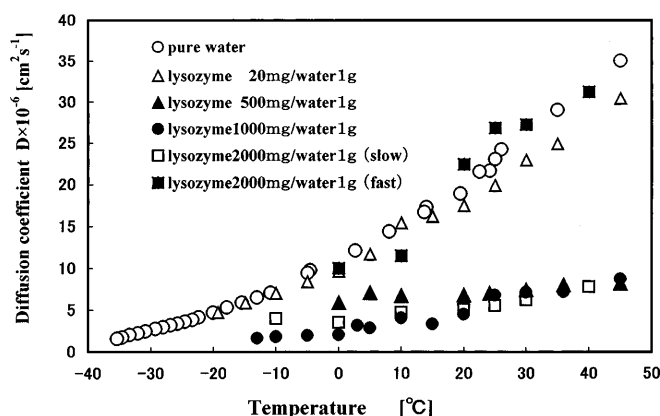 Diffusion coefficient D×10⁻⁶ [cm²s⁻¹]
40
35
30
25
20
15
10
5
0
pure water
lysozyme 20mg/water1g
lysozyme 500mg/water1g
lysozyme1000mg/water1g
lysozyme2000mg/water1g (slow)
lysozyme2000mg/water1g (fast)
−40 −30 −20 −10 0 10 20 30 40 50
Temperature [℃]